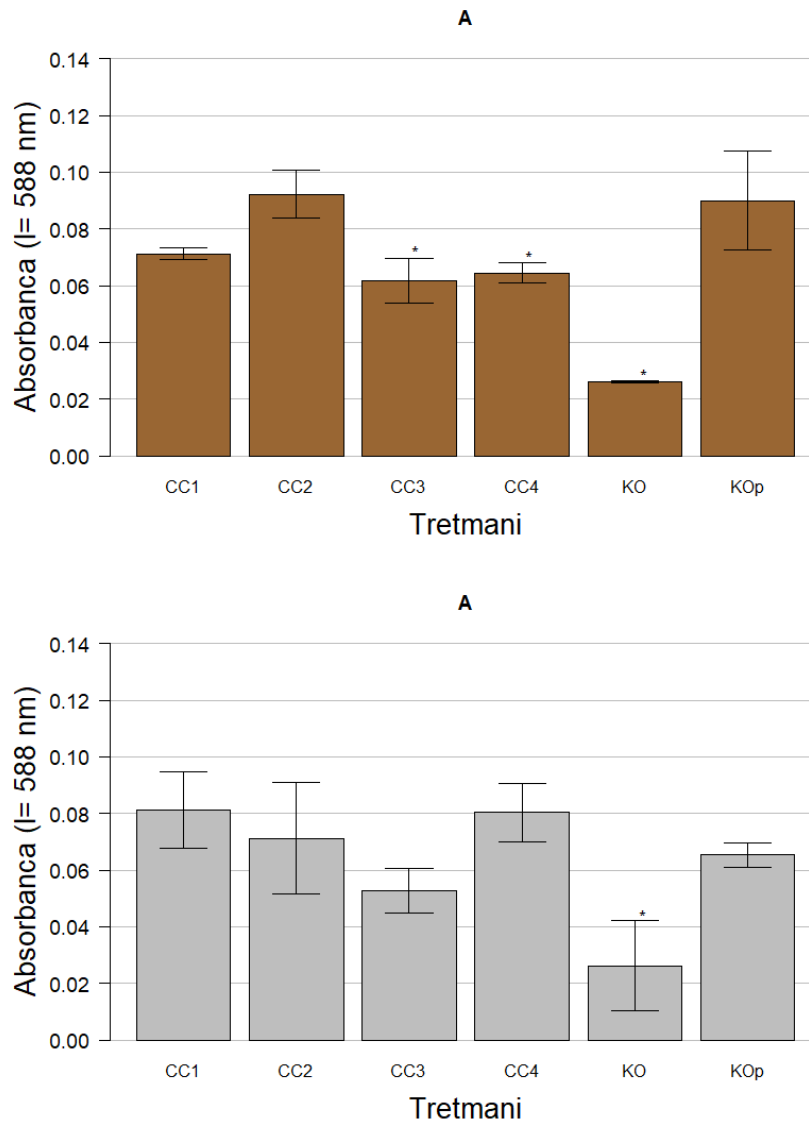 A
Absorbanca (l= 588 nm)
0.14
0.12
0.10
0.08
0.06
0.04
0.02
0.00
*
*
*
CC1 CC2 CC3 CC4 KO KOp
Tretmani
A
Absorbanca (l= 588 nm)
0.14
0.12
0.10
0.08
0.06
0.04
0.02
0.00
*
CC1 CC2 CC3 CC4 KO KOp
Tretmani